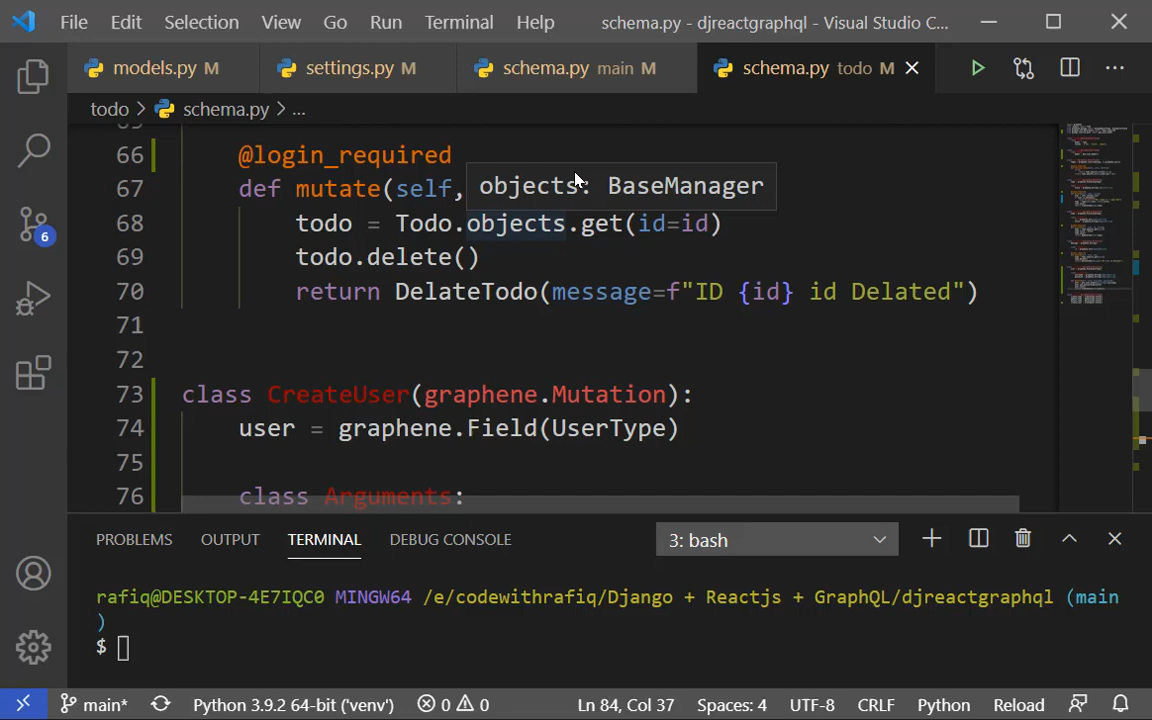 File Edit Selection View Go Run Terminal Help schema.py - djreactgraphql - Visual Studio C...
models.py M settings.py M schema.py main M schema.py todo M
todo > schema.py > ...
66 @login_required
67 def mutate(self,
objects: BaseManager
68 todo = Todo.objects.get(id=id)
69 todo.delete()
70 return DelateTodo(message=f"ID {id} id Delated")
71
72
73 class CreateUser(graphene.Mutation):
74 user = graphene.Field(UserType)
75
76 class Arguments:
PROBLEMS OUTPUT TERMINAL DEBUG CONSOLE 3: bash
rafiq@DESKTOP-4E7IQC0 MINGW64 /e/codewithrafiq/Django + Reactjs + GraphQL/djreactgraphql (main
)
$
main* Python 3.9.2 64-bit ('venv') 0 0 Ln 84, Col 37 Spaces: 4 UTF-8 CRLF Python Reload
6